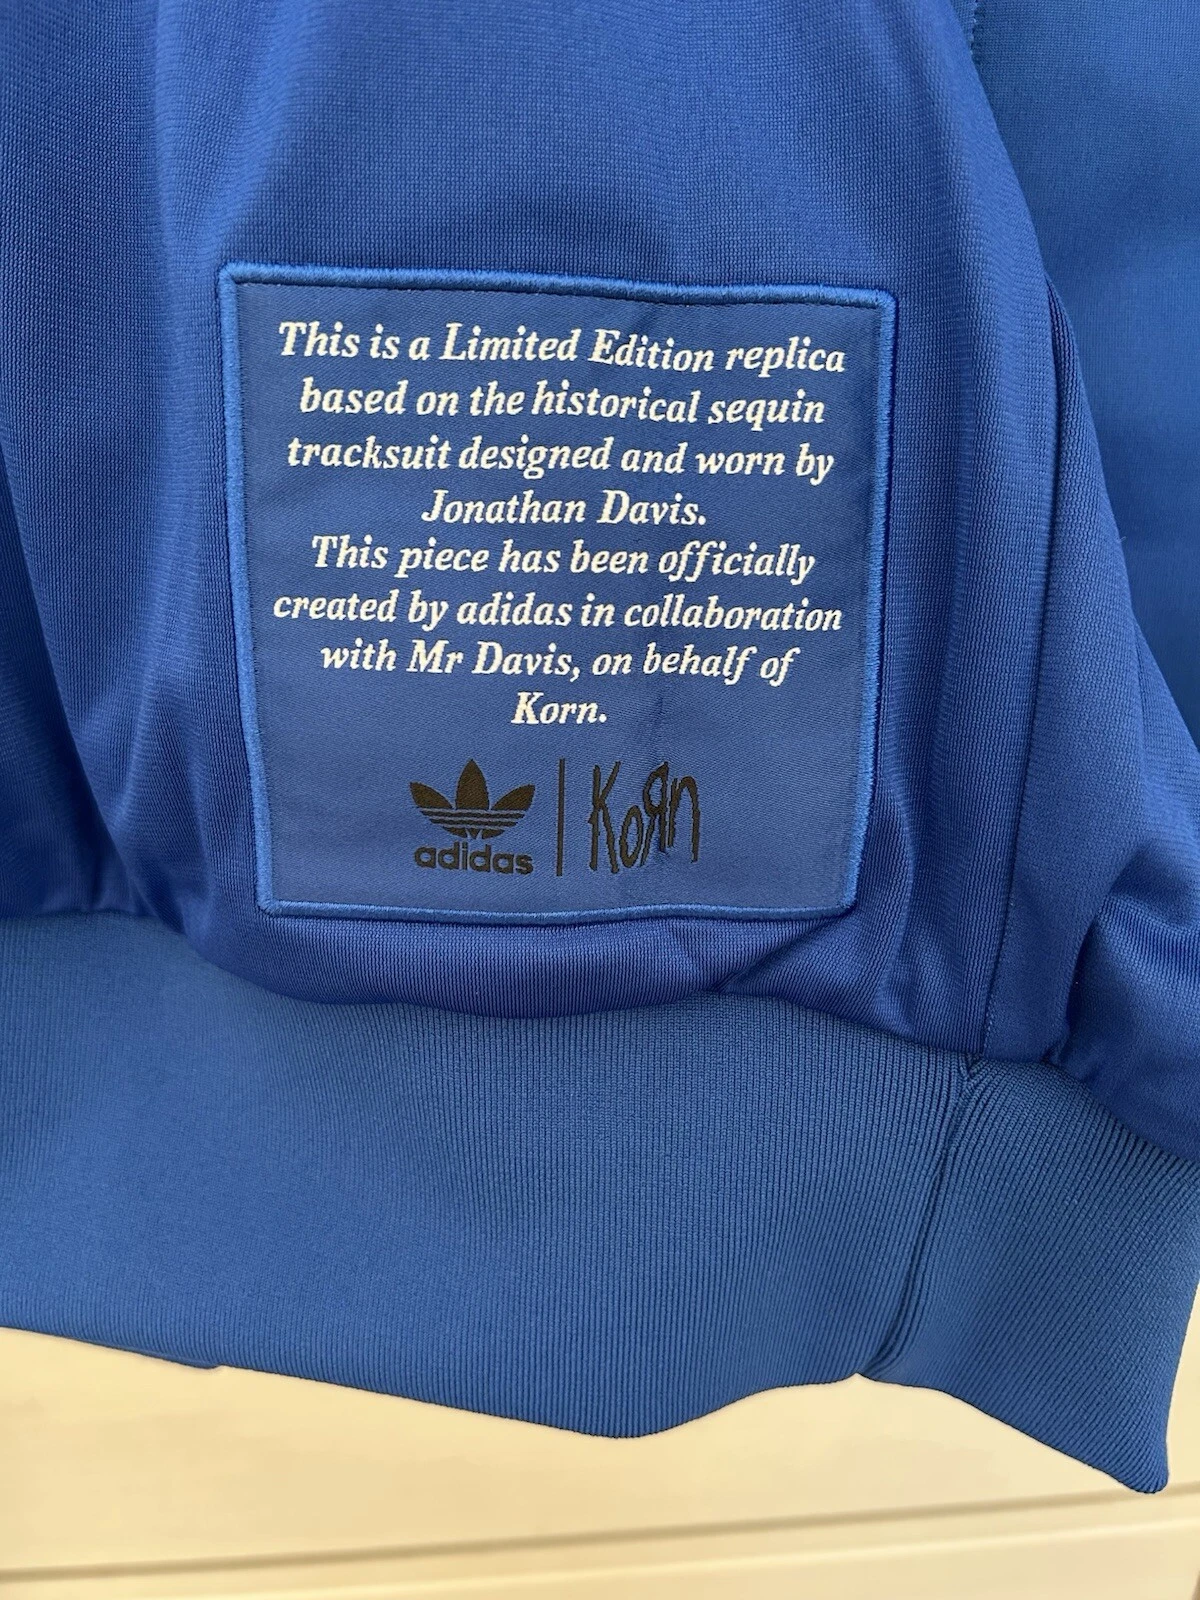 This is a Limited Edition replica
based on the historical sequin
tracksuit designed and worn by
Jonathan Davis.
This piece has been officially
created by adidas in collaboration
with Mr Davis, on behalf of
Korn.
adidas | KoЯn